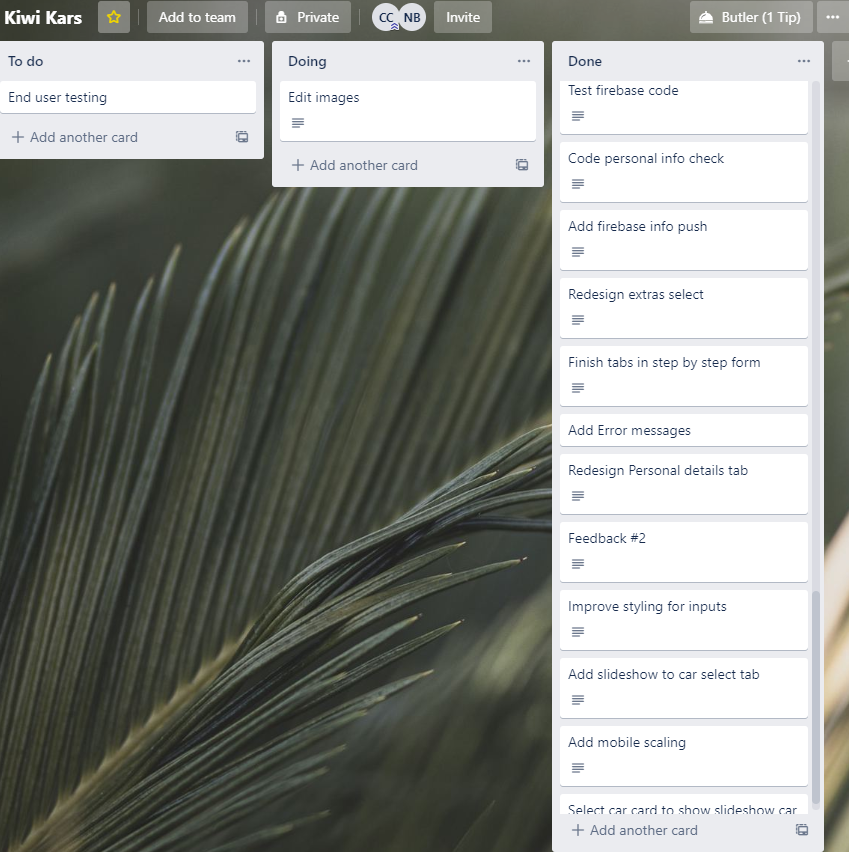 Kiwi Kars
Add to team
Private
CC
NB
Invite
Butler (1 Tip)
To do
End user testing
Add another card
Doing
Edit images
Add another card
Done
Test firebase code
Code personal info check
Add firebase info push
Redesign extras select
Finish tabs in step by step form
Add Error messages
Redesign Personal details tab
Feedback #2
Improve styling for inputs
Add slideshow to car select tab
Add mobile scaling
Select car card to show slideshow car
Add another card